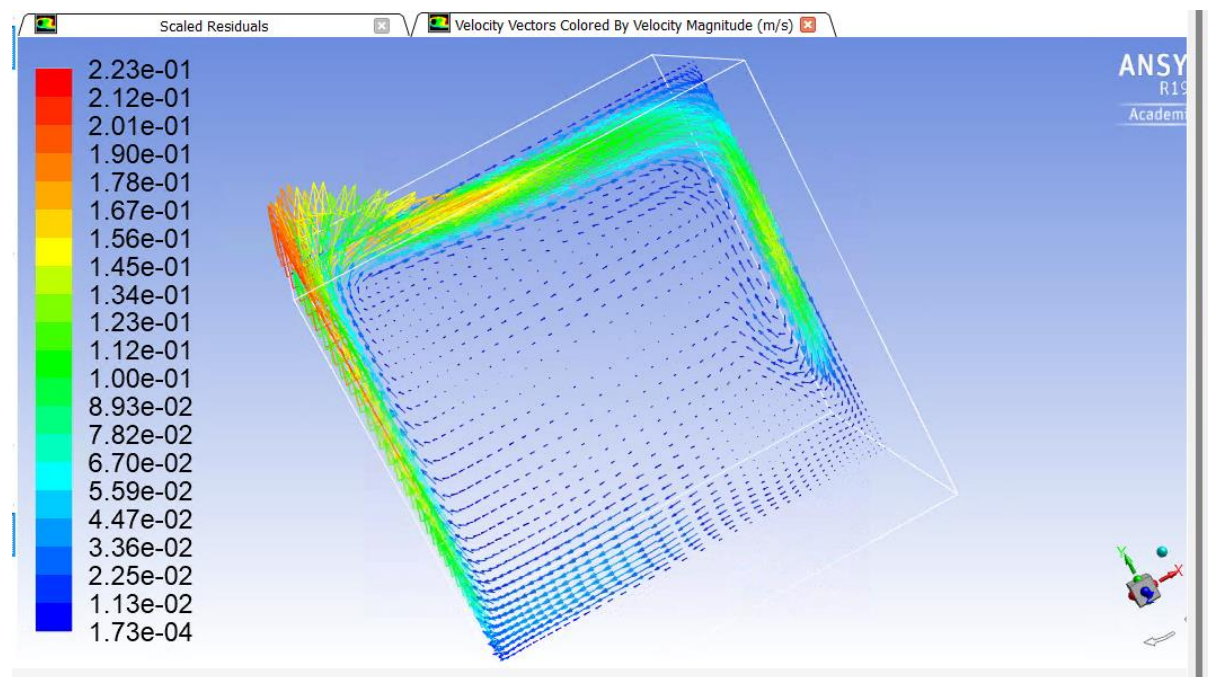 Scaled Residuals
Velocity Vectors Colored By Velocity Magnitude (m/s)
ANSY
R19
Academi
2.23e-01
2.12e-01
2.01e-01
1.90e-01
1.78e-01
1.67e-01
1.56e-01
1.45e-01
1.34e-01
1.23e-01
1.12e-01
1.00e-01
8.93e-02
7.82e-02
6.70e-02
5.59e-02
4.47e-02
3.36e-02
2.25e-02
1.13e-02
1.73e-04
Y
X